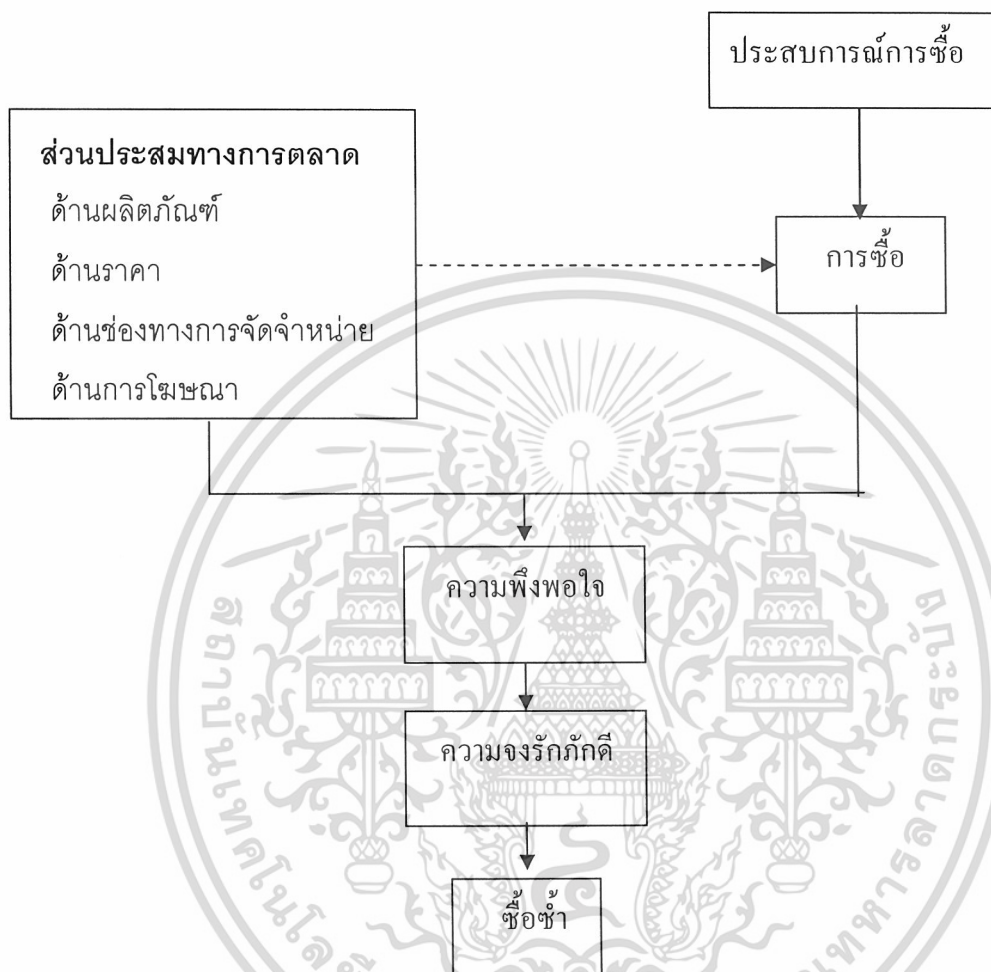 ประสบการณ์การซื้อ
ส่วนประสมทางการตลาด
ด้านผลิตภัณฑ์
ด้านราคา
ด้านช่องทางการจัดจำหน่าย
ด้านการโฆษณา
การซื้อ
ความพึงพอใจ
ความจงรักภักดี
ซื้อซ้ำ